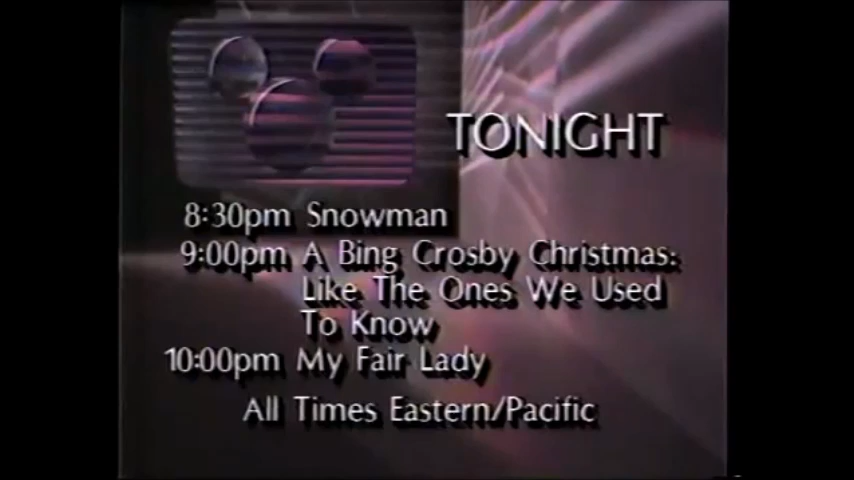 TONIGHT
8:30pm Snowman
9:00pm A Bing Crosby Christmas:
Like The Ones We Used
To Know
10:00pm My Fair Lady
All Times Eastern/Pacific